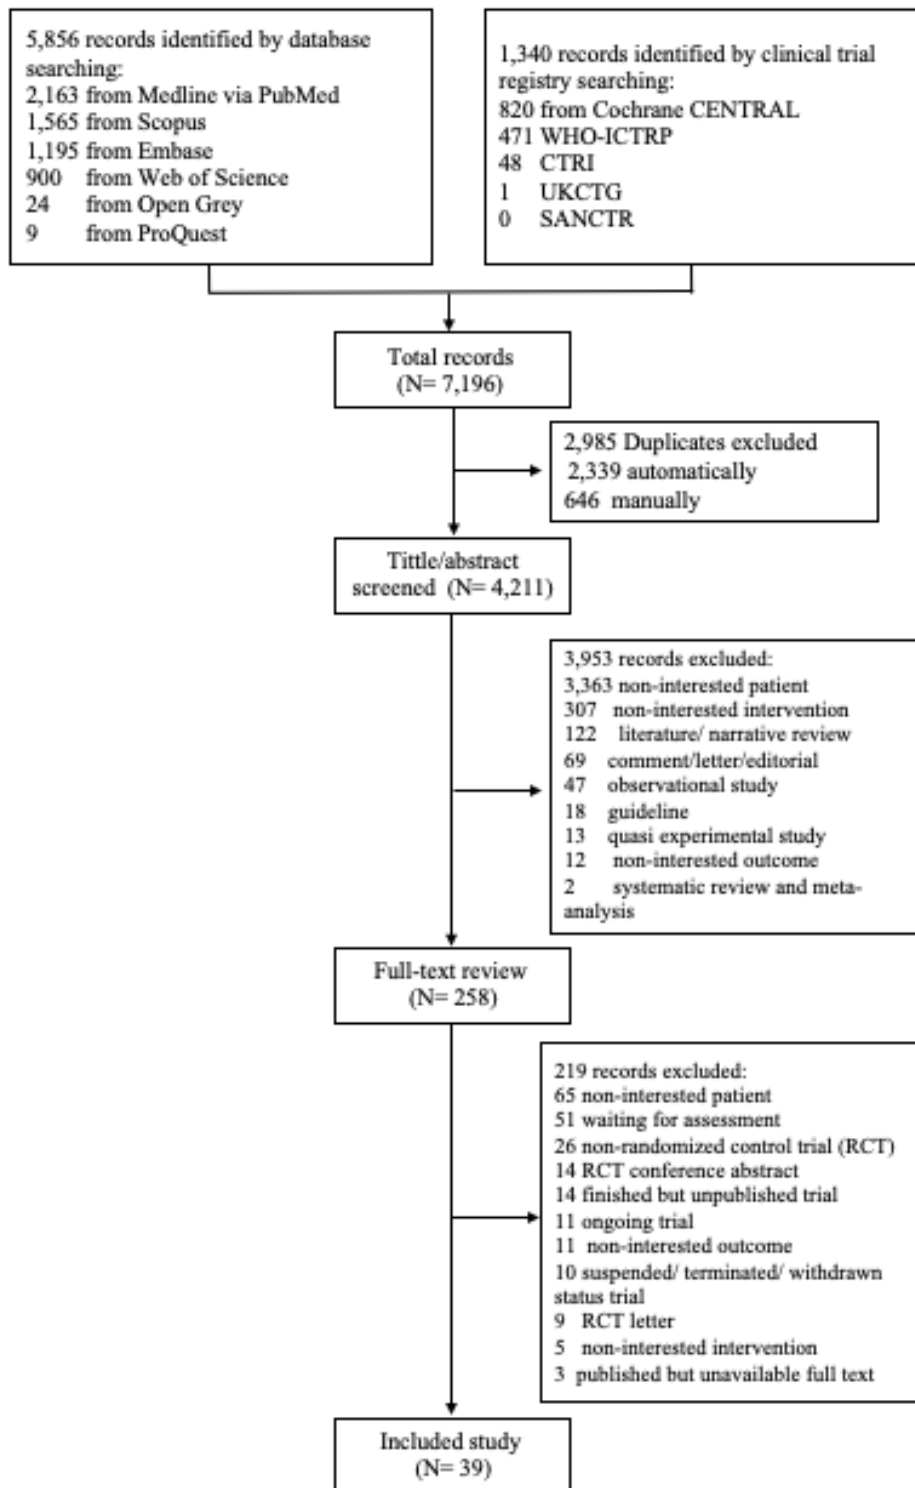 5,856 records identified by database
searching:
2,163 from Medline via PubMed
1,565 from Scopus
1,195 from Embase
900 from Web of Science
24 from Open Grey
9 from ProQuest
1,340 records identified by clinical trial
registry searching:
820 from Cochrane CENTRAL
471 WHO-ICTRP
48 CTRI
1 UKCTG
0 SANCTR
Total records
(N= 7,196)
2,985 Duplicates excluded
2,339 automatically
646 manually
Tittle/abstract
screened (N= 4,211)
3,953 records excluded:
3,363 non-interested patient
307 non-interested intervention
122 literature/ narrative review
69 comment/letter/editorial
47 observational study
18 guideline
13 quasi experimental study
12 non-interested outcome
2 systematic review and meta-
analysis
Full-text review
(N= 258)
219 records excluded:
65 non-interested patient
51 waiting for assessment
26 non-randomized control trial (RCT)
14 RCT conference abstract
14 finished but unpublished trial
11 ongoing trial
11 non-interested outcome
10 suspended/ terminated/ withdrawn
status trial
9 RCT letter
5 non-interested intervention
3 published but unavailable full text
Included study
(N= 39)